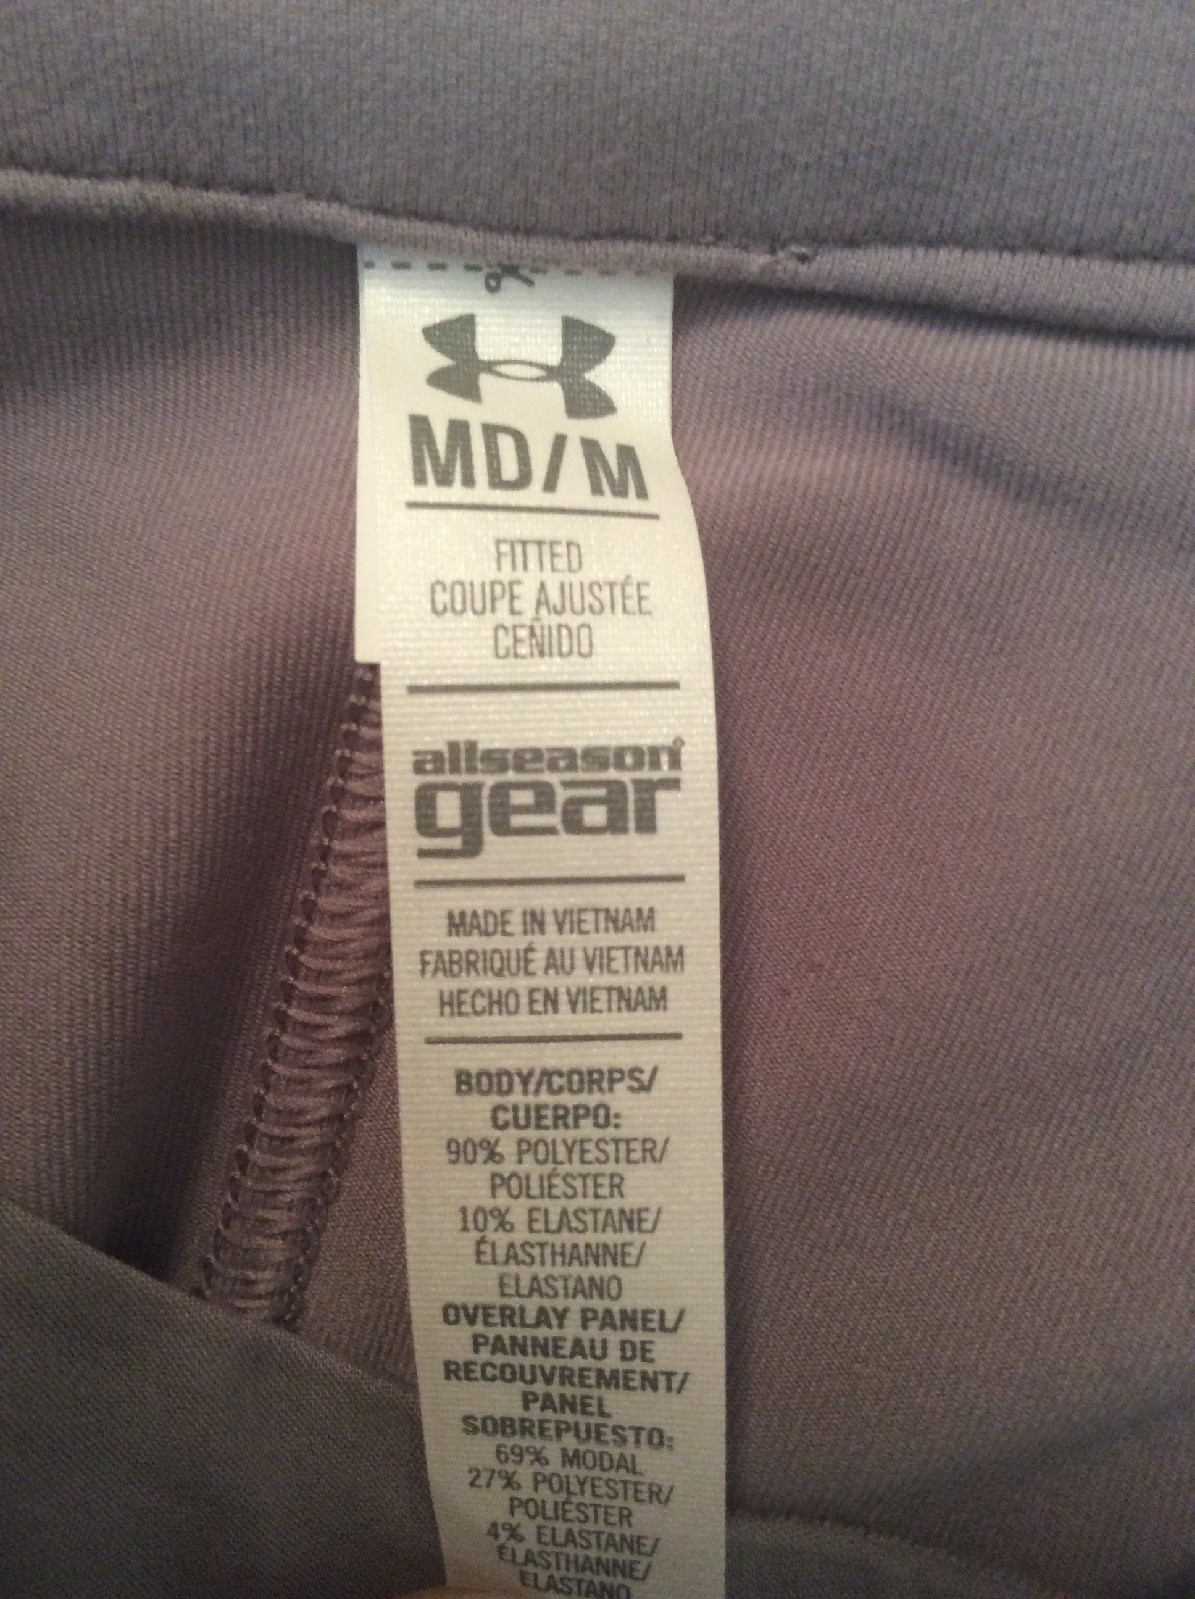 MD/M
FITTED
COUPE AJUSTÉE
CEÑIDO
allseason®
gear
MADE IN VIETNAM
FABRIQUÉ AU VIETNAM
HECHO EN VIETNAM
BODY/CORPS/
CUERPO:
90% POLYESTER/
POLIÉSTER
10% ELASTANE/
ÉLASTHANNE/
ELASTANO
OVERLAY PANEL/
PANNEAU DE
RECOUVREMENT/
PANEL
SOBREPUESTO:
69% MODAL
27% POLYESTER/
POLIÉSTER
4% ELASTANE/
ÉLASTHANNE/
ELASTANO